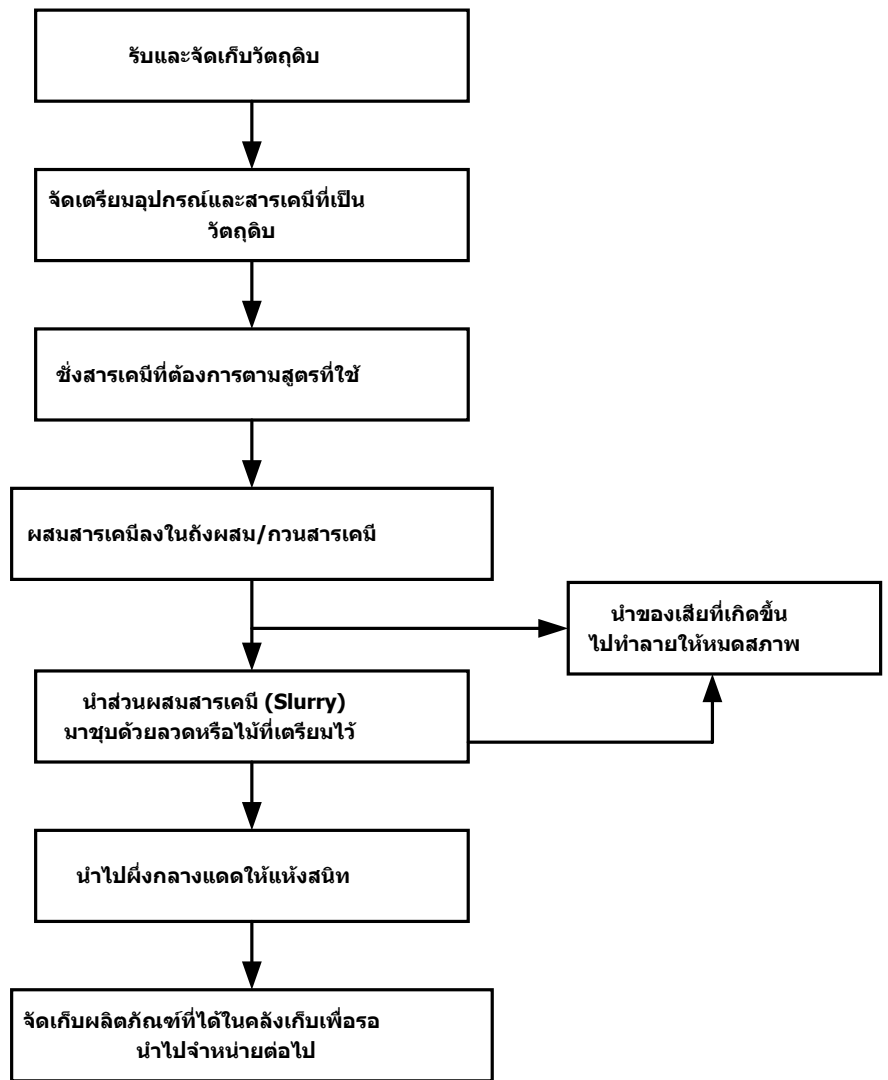 รับและจัดเก็บวัตถุดิบ
จัดเตรียมอุปกรณ์และสารเคมีที่เป็น
วัตถุดิบ
ชั่งสารเคมีที่ต้องการตามสูตรที่ใช้
ผสมสารเคมีลงในถังผสม/กวนสารเคมี
นำของเสียที่เกิดขึ้น
ไปทำลายให้หมดสภาพ
นำส่วนผสมสารเคมี (Slurry)
มาชุบด้วยลวดหรือไม้ที่เตรียมไว้
นำไปผึ่งกลางแดดให้แห้งสนิท
จัดเก็บผลิตภัณฑ์ที่ได้ในคลังเก็บเพื่อรอ
นำไปจำหน่ายต่อไป